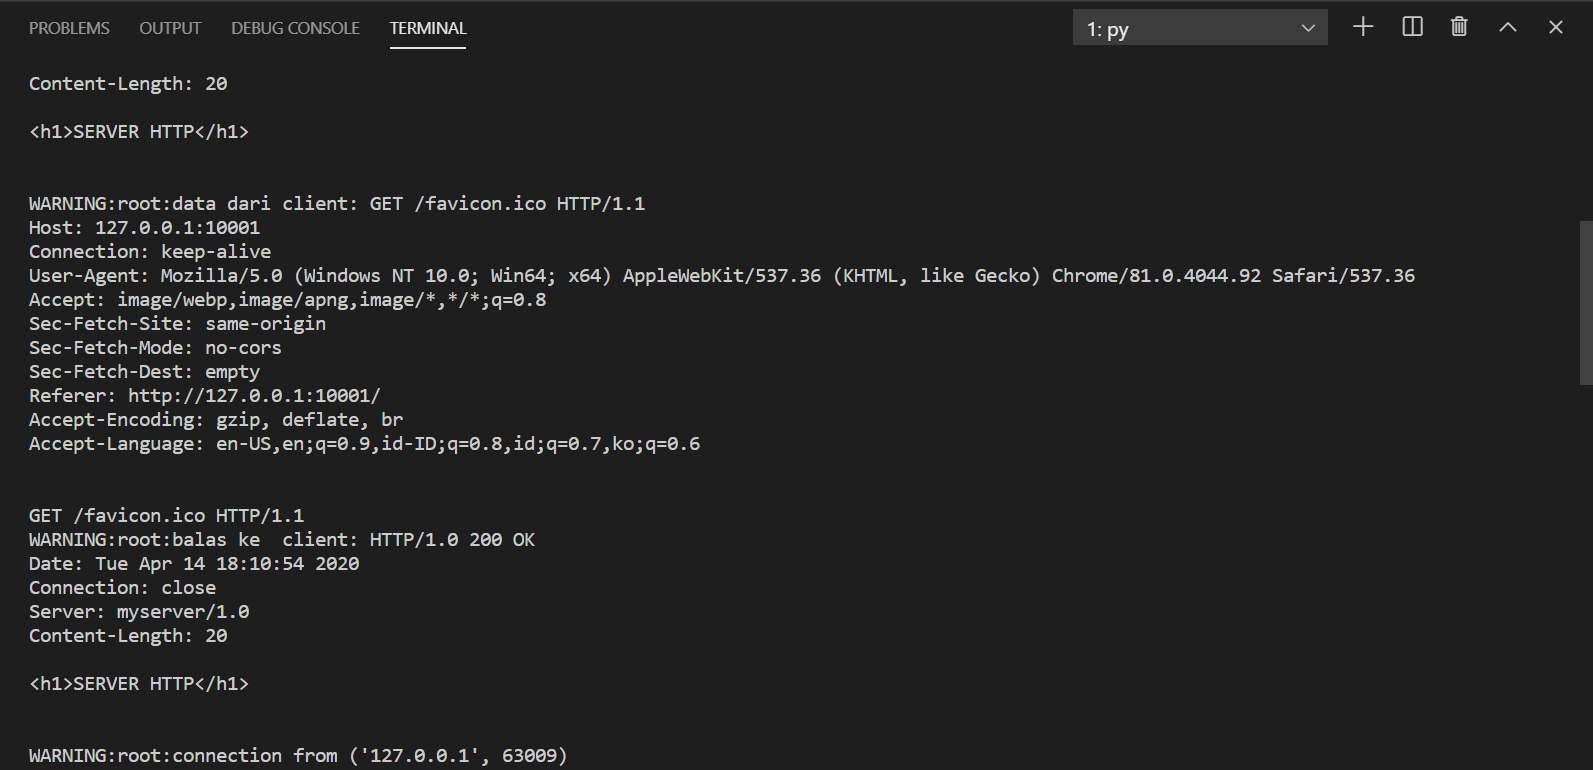 PROBLEMS OUTPUT DEBUG CONSOLE TERMINAL 1: py
Content-Length: 20
<h1>SERVER HTTP</h1>
WARNING:root:data dari client: GET /favicon.ico HTTP/1.1
Host: 127.0.0.1:10001
Connection: keep-alive
User-Agent: Mozilla/5.0 (Windows NT 10.0; Win64; x64) AppleWebKit/537.36 (KHTML, like Gecko) Chrome/81.0.4044.92 Safari/537.36
Accept: image/webp,image/apng,image/*,*/*;q=0.8
Sec-Fetch-Site: same-origin
Sec-Fetch-Mode: no-cors
Sec-Fetch-Dest: empty
Referer: http://127.0.0.1:10001/
Accept-Encoding: gzip, deflate, br
Accept-Language: en-US,en;q=0.9,id-ID;q=0.8,id;q=0.7,ko;q=0.6
GET /favicon.ico HTTP/1.1
WARNING:root:balas ke  client: HTTP/1.0 200 OK
Date: Tue Apr 14 18:10:54 2020
Connection: close
Server: myserver/1.0
Content-Length: 20
<h1>SERVER HTTP</h1>
WARNING:root:connection from ('127.0.0.1', 63009)